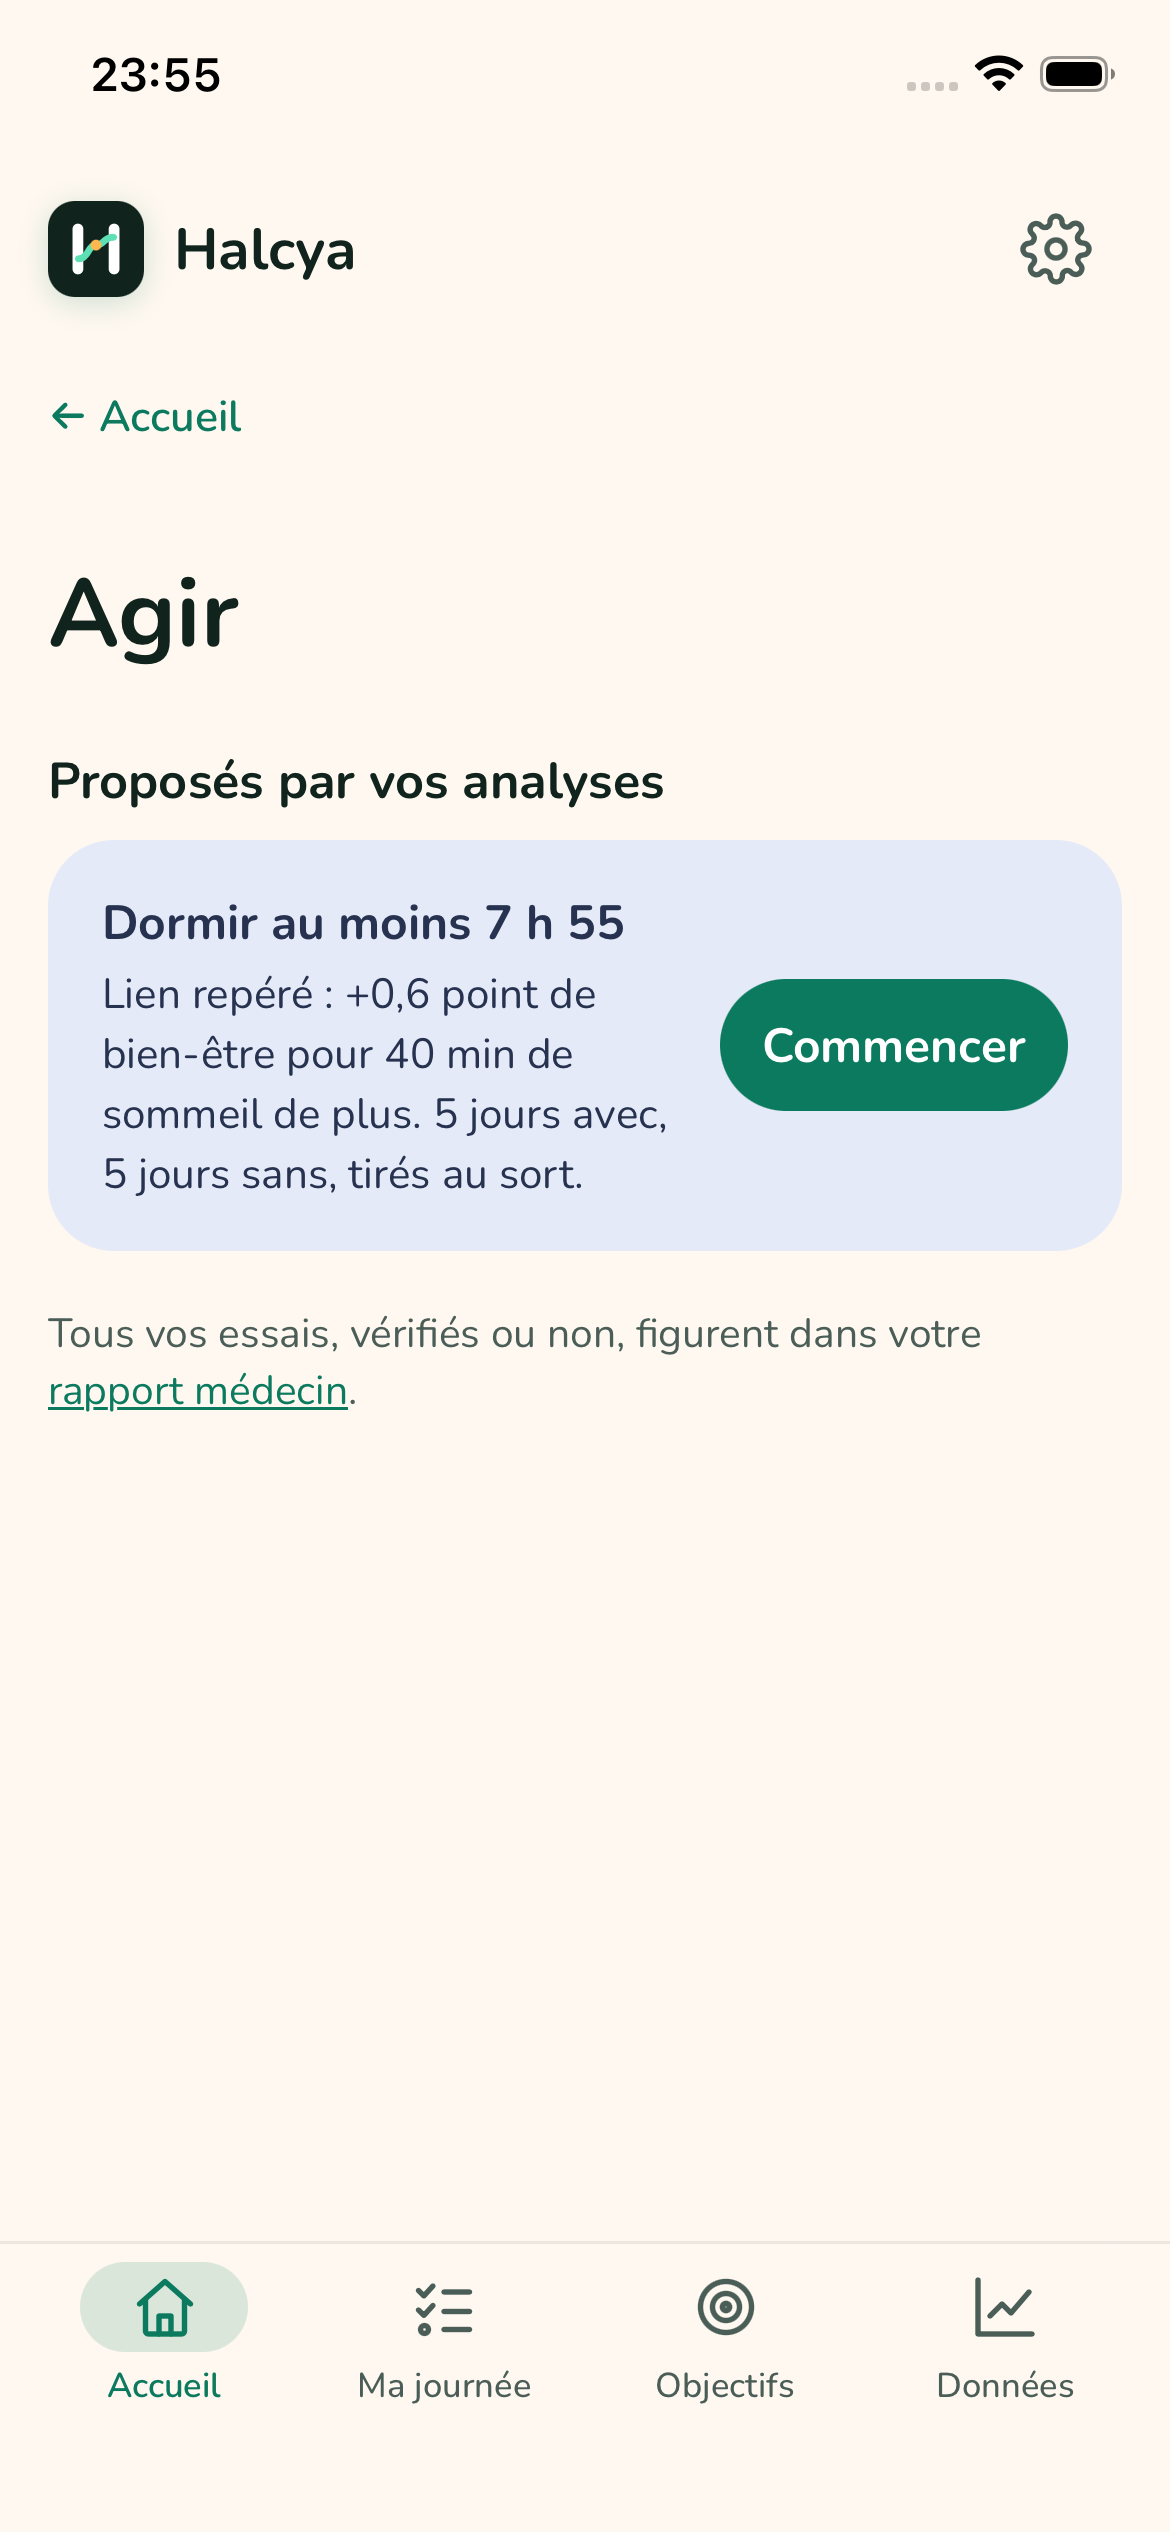 23:55
Halcya
← Accueil
Agir
Proposés par vos analyses
Dormir au moins 7 h 55
Lien repéré : +0,6 point de
bien-être pour 40 min de
sommeil de plus. 5 jours avec,
5 jours sans, tirés au sort.
Commencer
Tous vos essais, vérifiés ou non, figurent dans votre
rapport médecin.
Accueil
Ma journée
Objectifs
Données